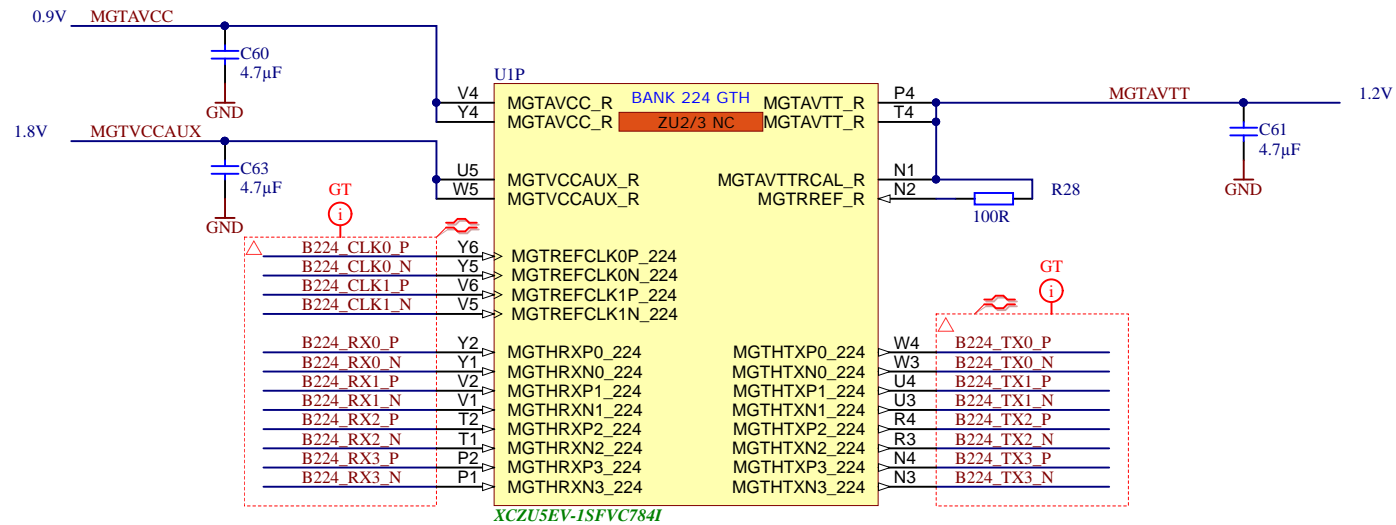 0.9V MGTAVCC
C60
4.7µF
GND
1.8V MGTVCCAUX
C63
4.7µF
GND
U1P
BANK 224 GTH
ZU2/3 NC
V4 MGTAVCC_R
Y4 MGTAVCC_R
U5 MGTVCCAUX_R
W5 MGTVCCAUX_R
MGTAVTT_R P4
MGTAVTT_R T4
MGTAVTTRCAL_R N1
MGTRREF_R N2
MGTAVTT 1.2V
C61
4.7µF
GND
R28
100R
GT
i
B224_CLK0_P Y6 MGTREFCLK0P_224
B224_CLK0_N Y5 MGTREFCLK0N_224
B224_CLK1_P V6 MGTREFCLK1P_224
B224_CLK1_N V5 MGTREFCLK1N_224
B224_RX0_P Y2 MGTHRXP0_224
B224_RX0_N Y1 MGTHRXN0_224
B224_RX1_P V2 MGTHRXP1_224
B224_RX1_N V1 MGTHRXN1_224
B224_RX2_P T2 MGTHRXP2_224
B224_RX2_N T1 MGTHRXN2_224
B224_RX3_P P2 MGTHRXP3_224
B224_RX3_N P1 MGTHRXN3_224
GT
i
MGTHTXP0_224 W4 B224_TX0_P
MGTHTXN0_224 W3 B224_TX0_N
MGTHTXP1_224 U4 B224_TX1_P
MGTHTXN1_224 U3 B224_TX1_N
MGTHTXP2_224 R4 B224_TX2_P
MGTHTXN2_224 R3 B224_TX2_N
MGTHTXP3_224 N4 B224_TX3_P
MGTHTXN3_224 N3 B224_TX3_N
XCZU5EV-1SFVC784I